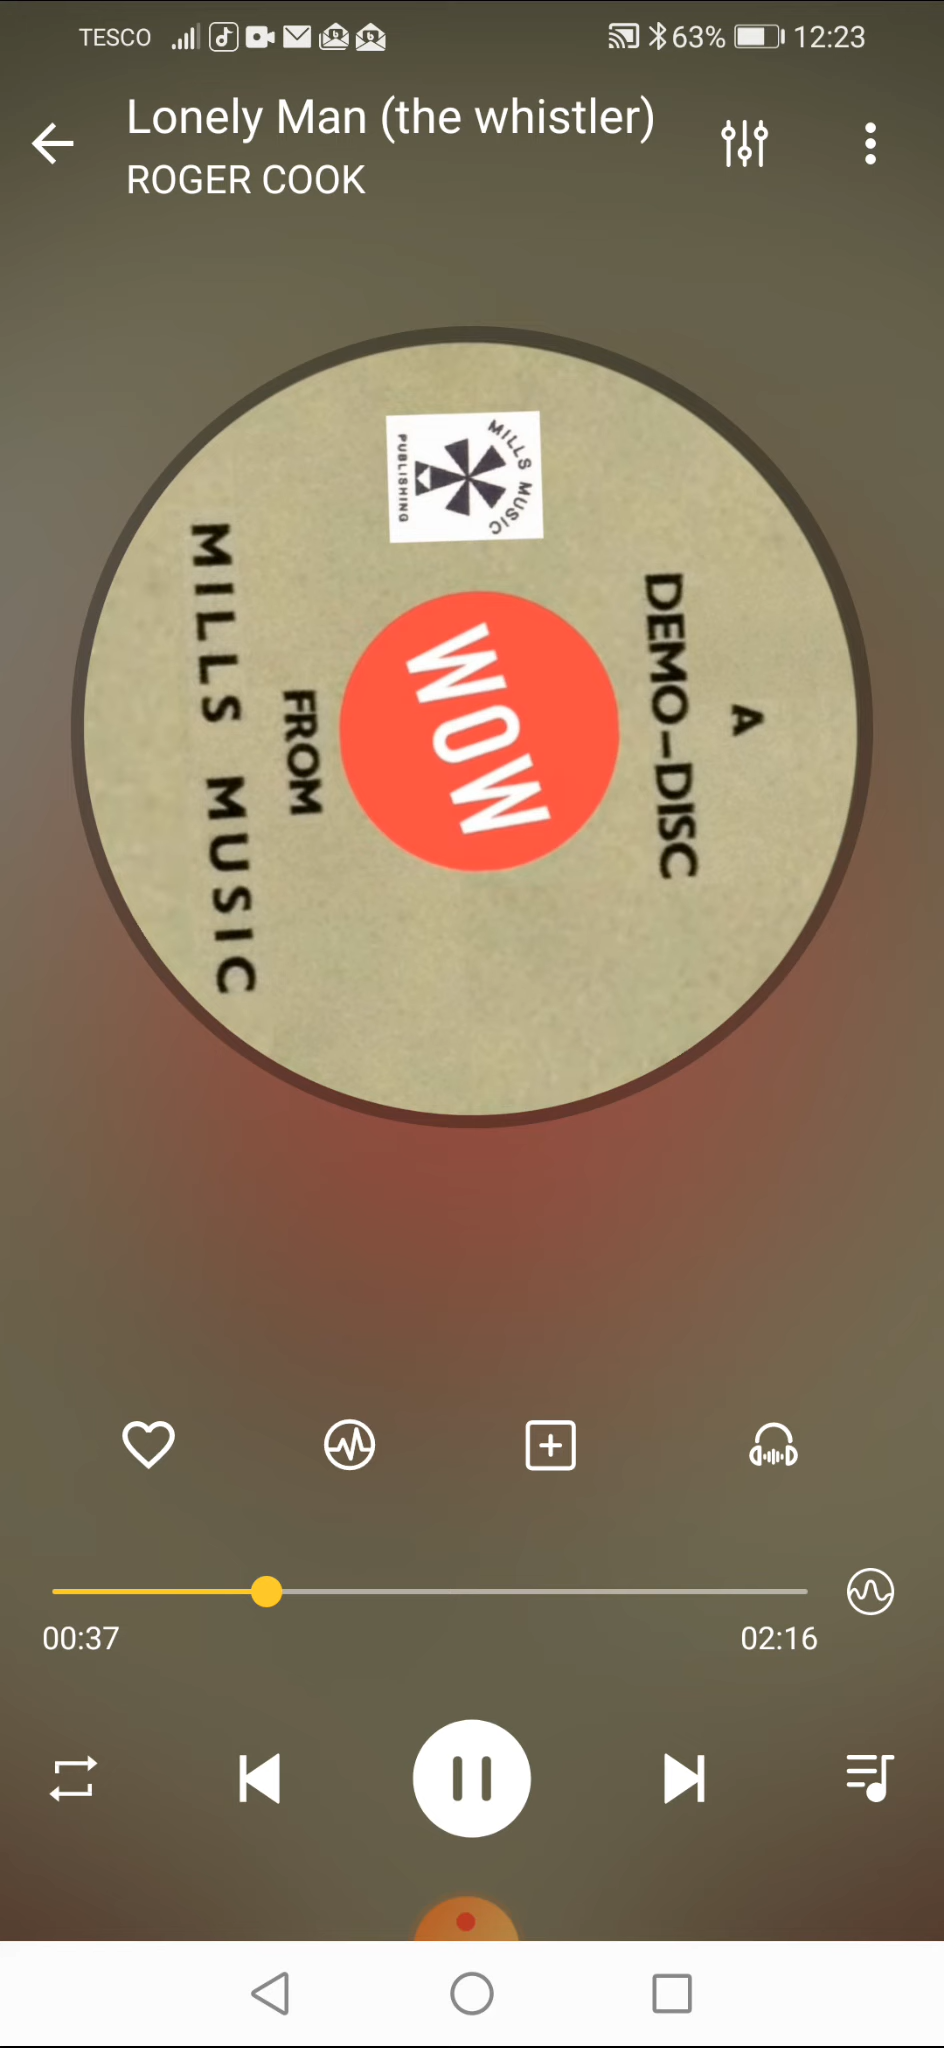 TESCO 63% 12:23
Lonely Man (the whistler)
ROGER COOK
A
DEMO-DISC
WOW
FROM
MILLS MUSIC
MILLS MUSIC
PUBLISHING
00:37 02:16